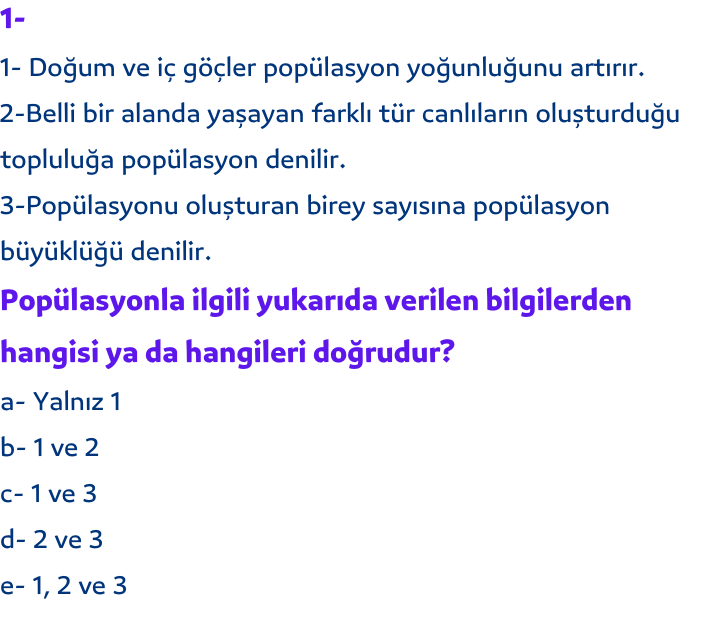 1-
1- Doğum ve iç göçler popülasyon yoğunluğunu artırır.
2-Belli bir alanda yaşayan farklı tür canlıların oluşturduğu
topluluğa popülasyon denilir.
3-Popülasyonu oluşturan birey sayısına popülasyon
büyüklüğü denilir.
Popülasyonla ilgili yukarıda verilen bilgilerden
hangisi ya da hangileri doğrudur?
a- Yalnız 1
b- 1 ve 2
c- 1 ve 3
d- 2 ve 3
e- 1, 2 ve 3